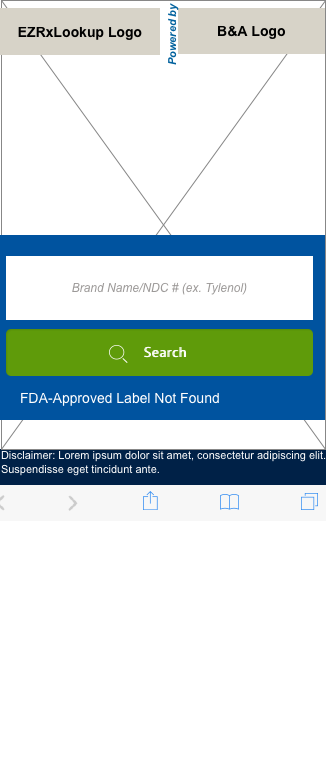 EZRxLookup Logo
Powered by
B&A Logo
Brand Name/NDC # (ex. Tylenol)
Search
FDA-Approved Label Not Found
Disclaimer: Lorem ipsum dolor sit amet, consectetur adipiscing elit.
Suspendisse eget tincidunt ante.